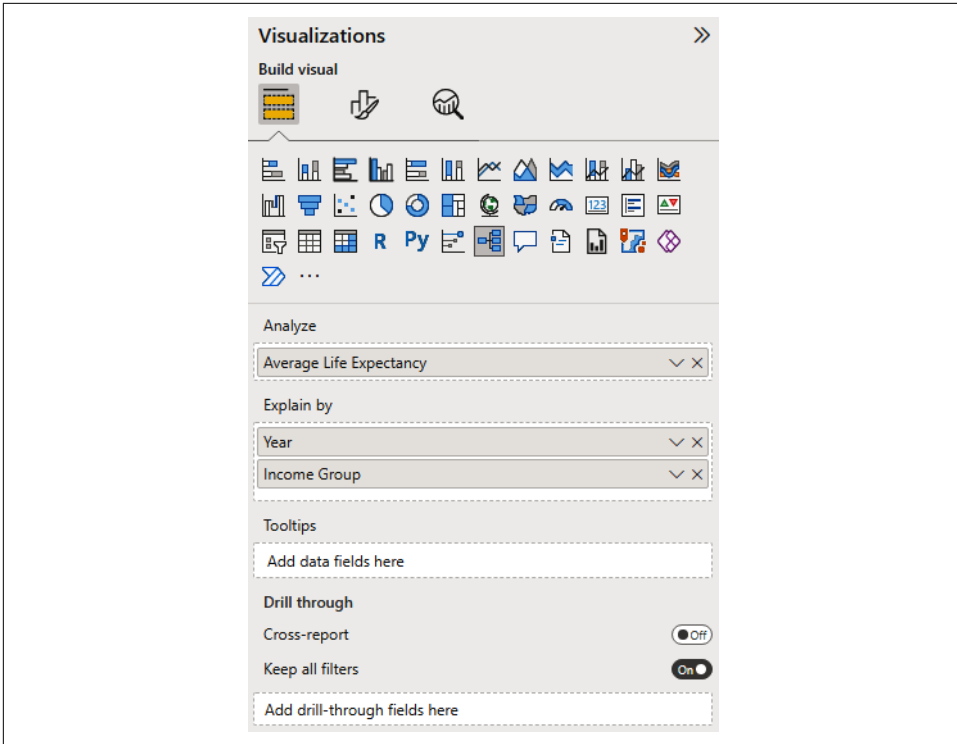 Visualizations
Build visual
123
R Py
Analyze
Average Life Expectancy
Explain by
Year
Income Group
Tooltips
Add data fields here
Drill through
Cross-report Off
Keep all filters On
Add drill-through fields here